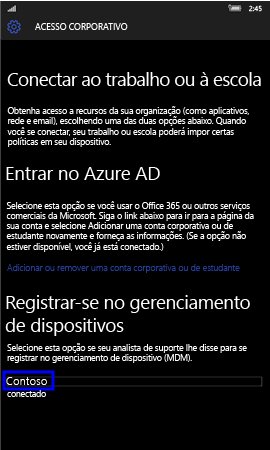 2:45
ACESSO CORPORATIVO
Conectar ao trabalho ou à escola
Obtenha acesso a recursos da sua organização (como aplicativos,
rede e email), escolhendo uma das duas opções abaixo. Quando
você se conectar, seu trabalho ou escola poderá impor certas
políticas em seu dispositivo.
Entrar no Azure AD
Selecione esta opção se você usar o Office 365 ou outros serviços
comerciais da Microsoft. Siga o link abaixo para ir para a página da
sua conta e selecione Adicionar uma conta corporativa ou de
estudante novamente e forneça as informações. (Se a opção não
estiver disponível, você já está conectado.)
Adicionar ou remover uma conta corporativa ou de estudante
Registrar-se no gerenciamento
de dispositivos
Selecione esta opção se seu analista de suporte lhe disse para se
registrar no gerenciamento de dispositivo (MDM).
Contoso
conectado